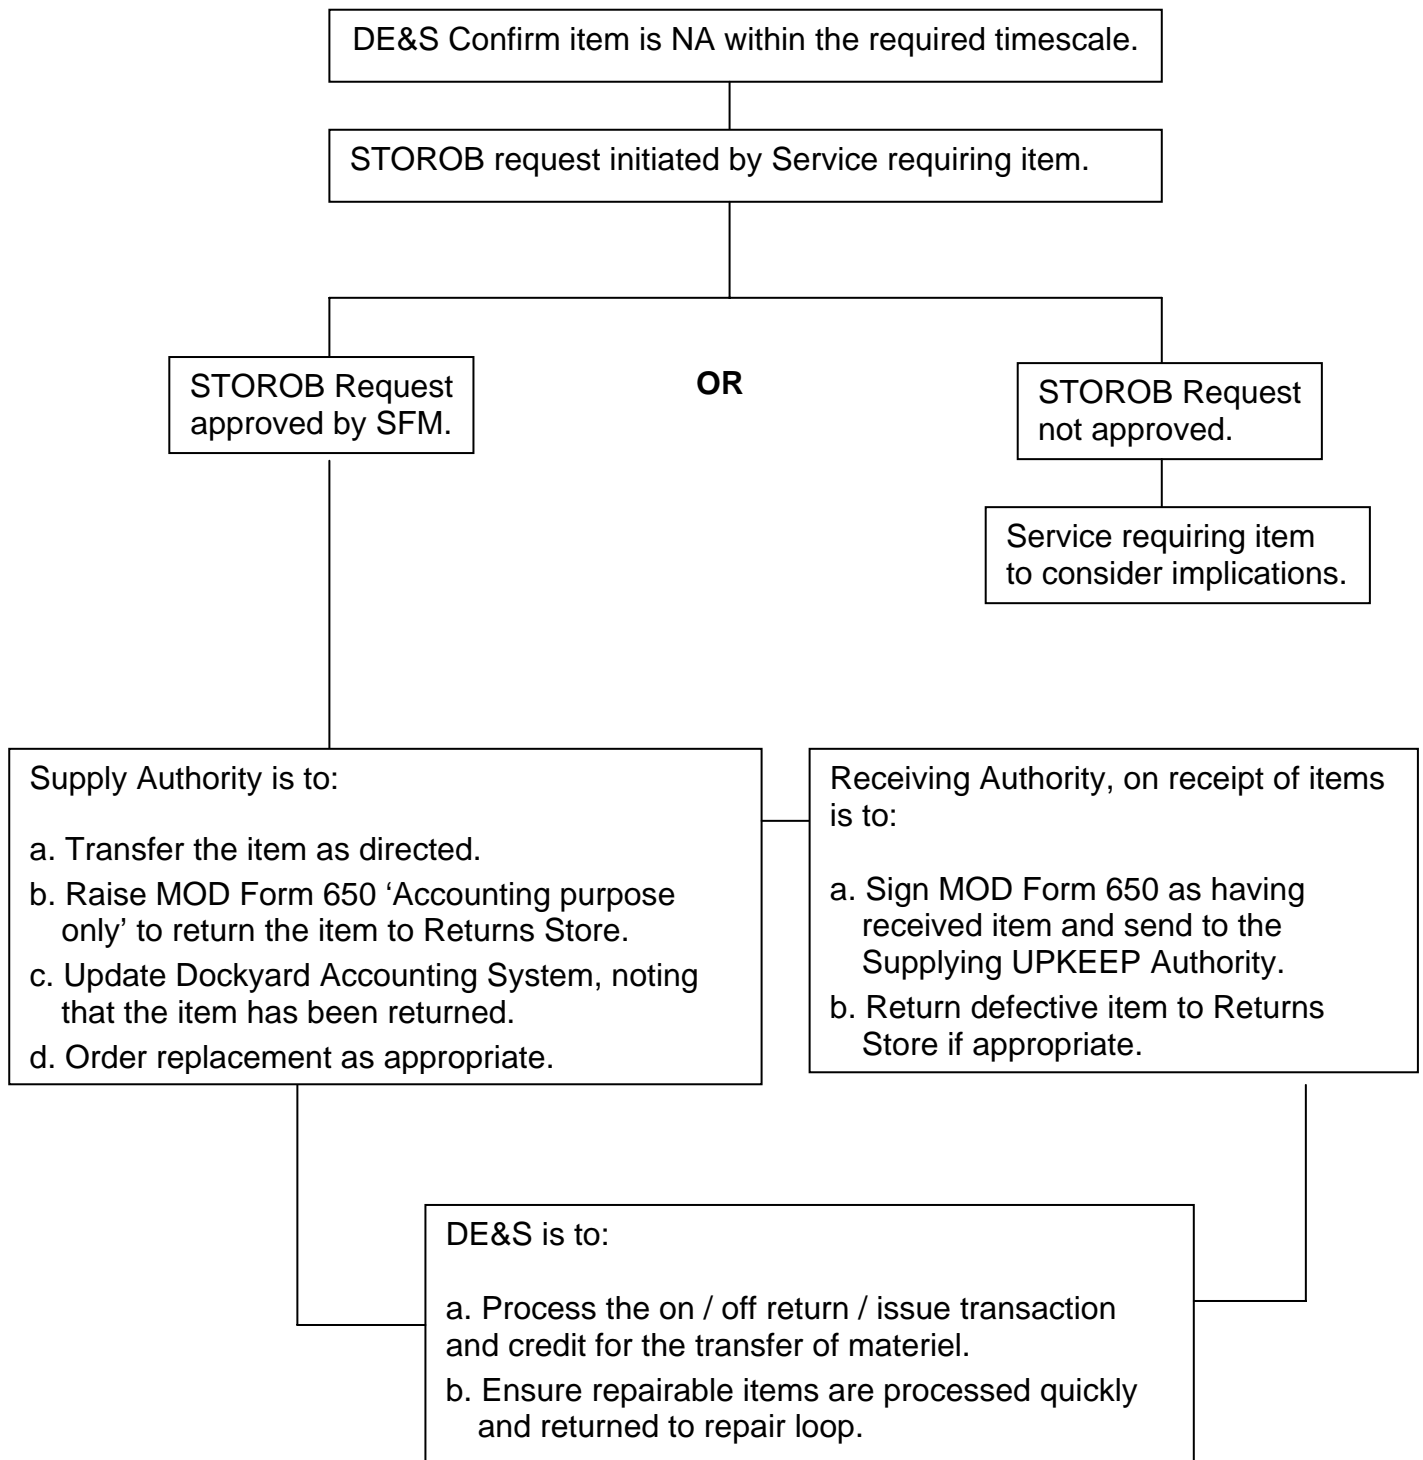 DE&S Confirm item is NA within the required timescale.
STOROB request initiated by Service requiring item.
STOROB Request
approved by SFM.
OR
STOROB Request
not approved.
Service requiring item
to consider implications.
Supply Authority is to:
a. Transfer the item as directed.
b. Raise MOD Form 650 ‘Accounting purpose
only’ to return the item to Returns Store.
c. Update Dockyard Accounting System, noting
that the item has been returned.
d. Order replacement as appropriate.
Receiving Authority, on receipt of items
is to:
a. Sign MOD Form 650 as having
received item and send to the
Supplying UPKEEP Authority.
b. Return defective item to Returns
Store if appropriate.
DE&S is to:
a. Process the on / off return / issue transaction
and credit for the transfer of materiel.
b. Ensure repairable items are processed quickly
and returned to repair loop.